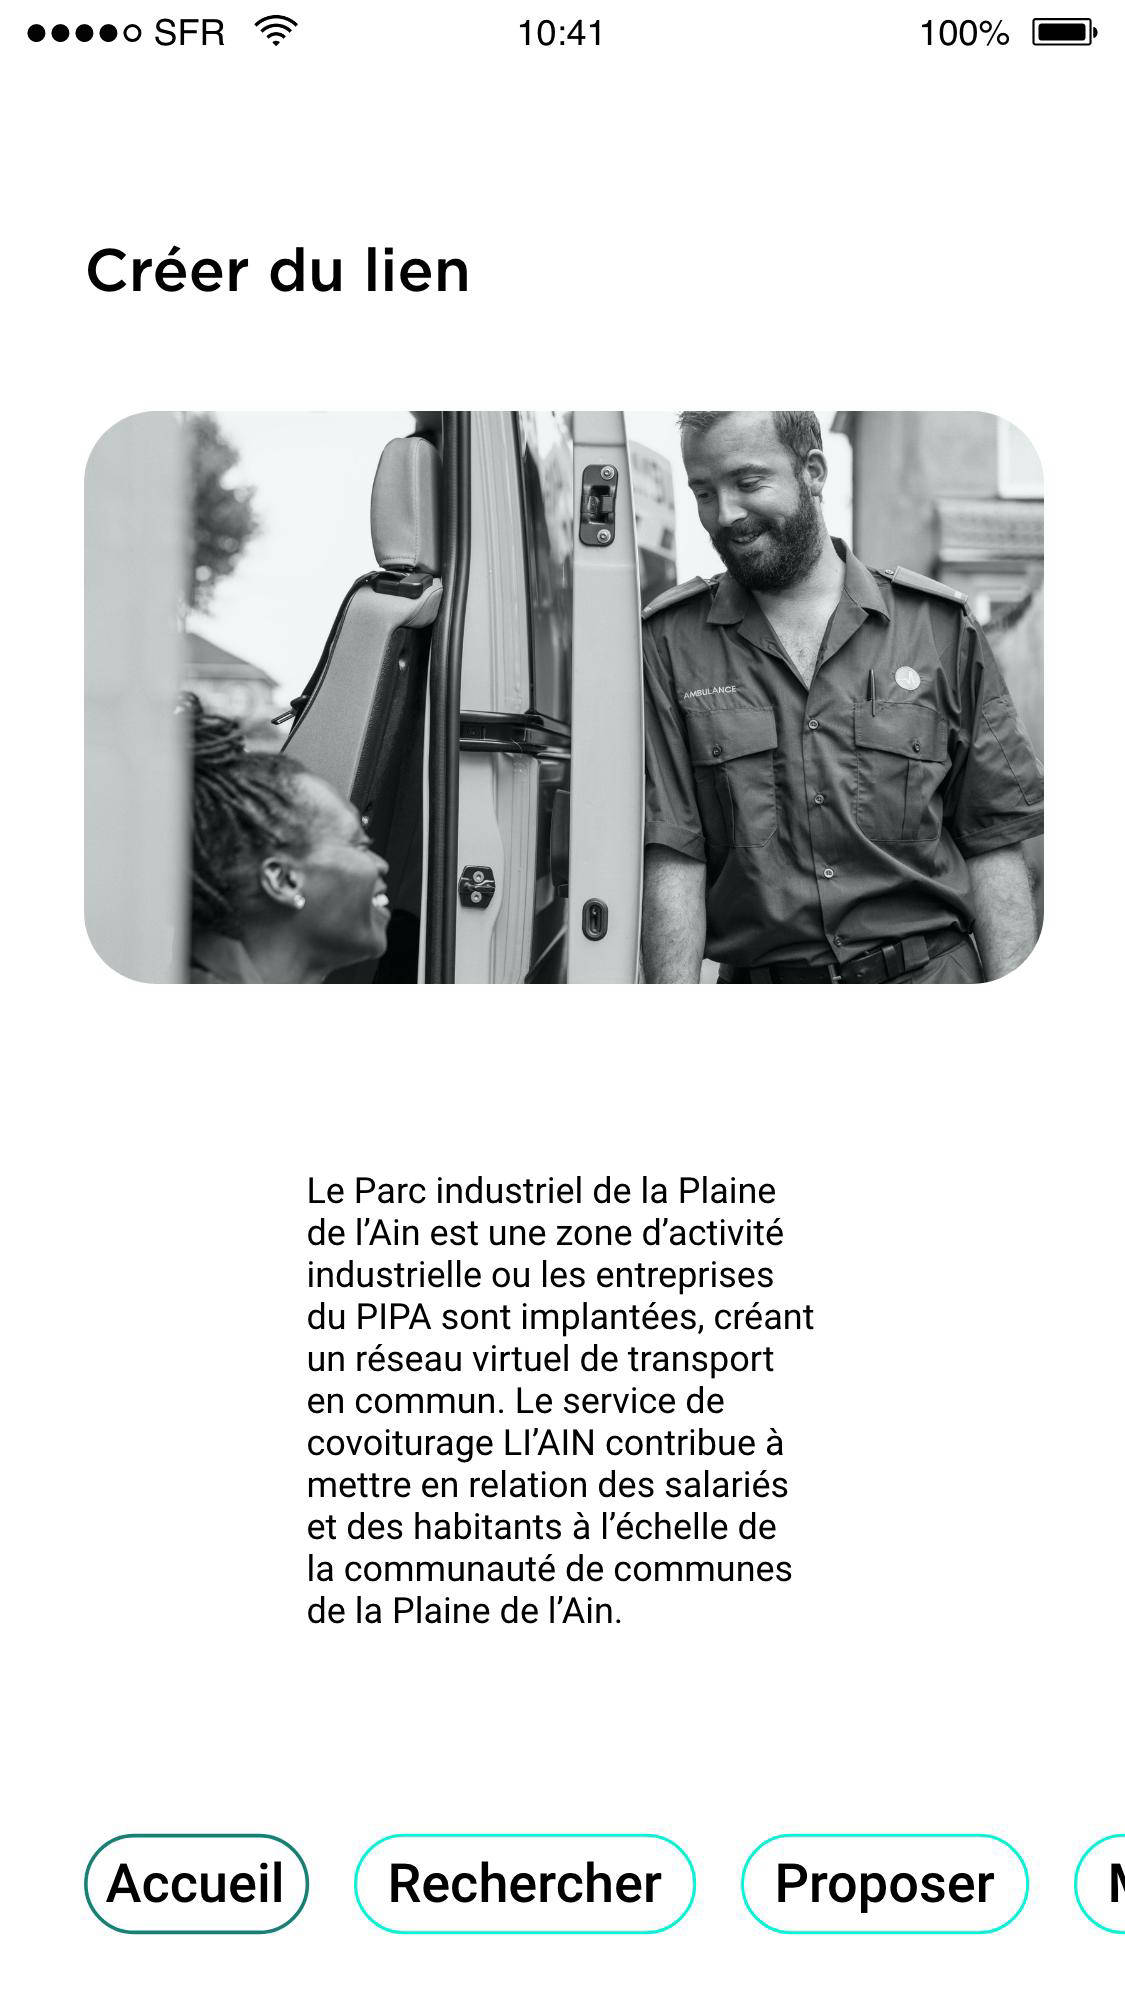 SFR
10:41
100%
Créer du lien
AMBULANCE
Le Parc industriel de la Plaine
de l’Ain est une zone d’activité
industrielle ou les entreprises
du PIPA sont implantées, créant
un réseau virtuel de transport
en commun. Le service de
covoiturage LI’AIN contribue à
mettre en relation des salariés
et des habitants à l’échelle de
la communauté de communes
de la Plaine de l’Ain.
Accueil
Rechercher
Proposer